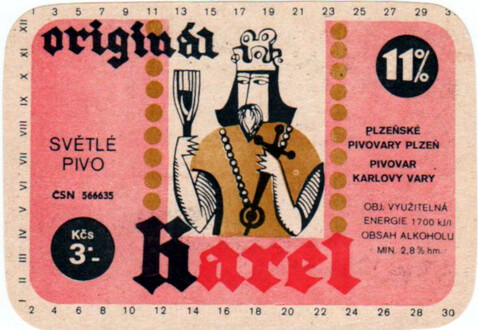 1 3 5 7 9 11 13 15 17 19 21 23 25 27 29 31
I II III IV V VI VII VIII IX X XI XII
originál
11%
SVĚTLÉ
PIVO
ČSN 566635
Kčs
3:-
PLZEŇSKÉ
PIVOVARY PLZEŇ
PIVOVAR
KARLOVY VARY
OBJ. VYUŽITELNÁ
ENERGIE 1700 kJ/l
OBSAH ALKOHOLU
MIN. 2,8% hm.
Karel
2 4 6 8 10 12 14 16 18 20 22 24 26 28 30